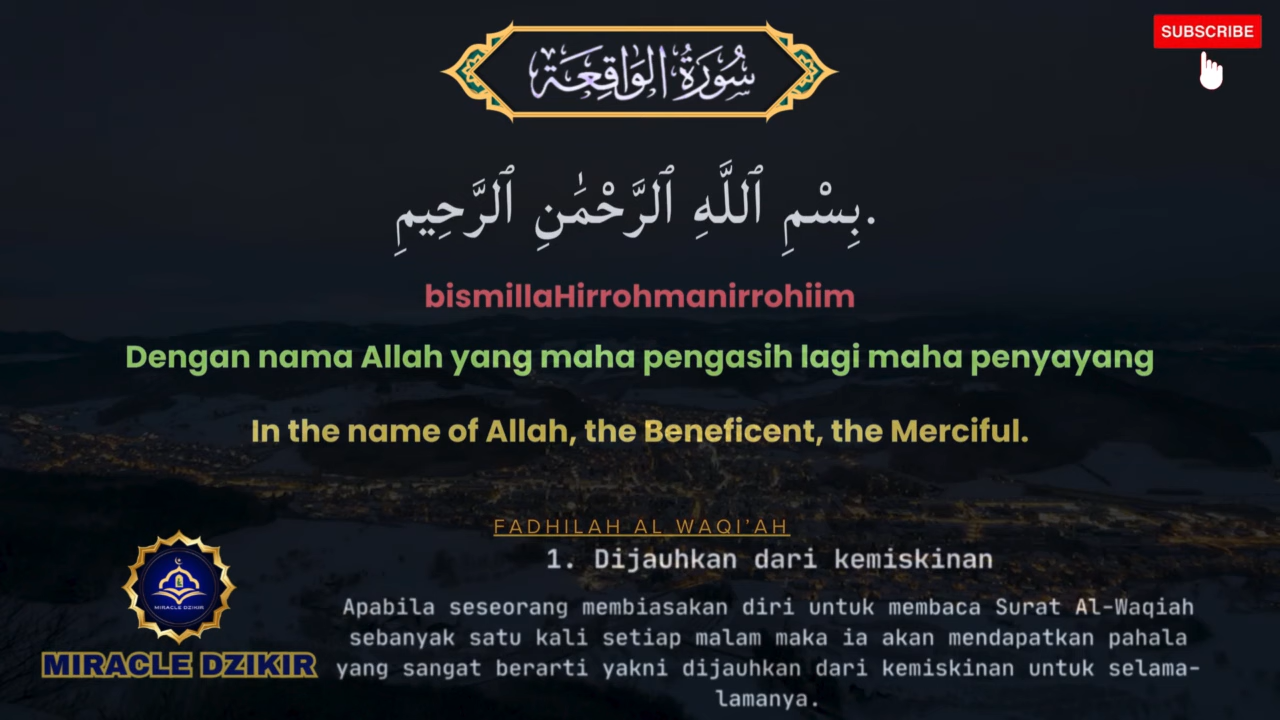 سُورَةُ الْوَاقِعَة
SUBSCRIBE
بِسْمِ ٱللَّهِ ٱلرَّحْمَٰنِ ٱلرَّحِيمِ.
bismillaHirrohmanirrohiim
Dengan nama Allah yang maha pengasih lagi maha penyayang
In the name of Allah, the Beneficent, the Merciful.
FADHILAH AL WAQI'AH
1. Dijauhkan dari kemiskinan
Apabila seseorang membiasakan diri untuk membaca Surat Al-Waqiah
sebanyak satu kali setiap malam maka ia akan mendapatkan pahala
yang sangat berarti yakni dijauhkan dari kemiskinan untuk selama-
lamanya.
MIRACLE DZIKIR
MIRACLE DZIKIR